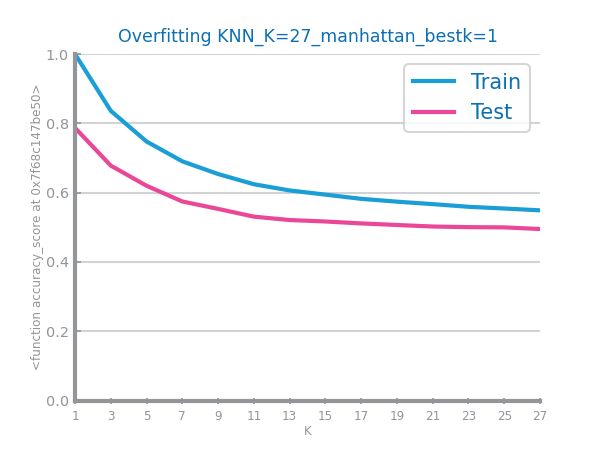 Overfitting KNN_K=27_manhattan_bestk=1
<function accuracy_score at 0x7f68c147be50>
1.0
0.8
0.6
0.4
0.2
0.0
Train
Test
1 3 5 7 9 11 13 15 17 19 21 23 25 27
K